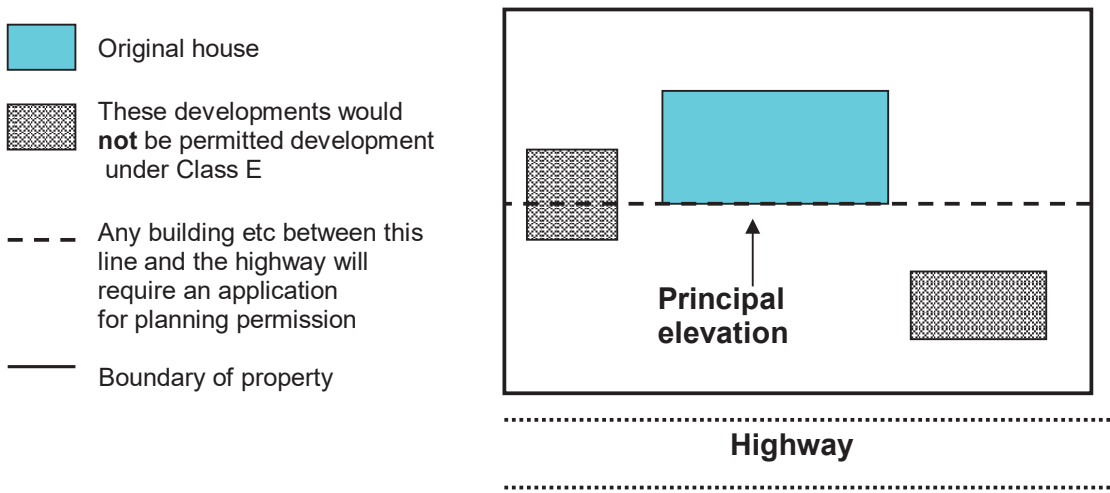 Original house
These developments would
not be permitted development
under Class E
Any building etc between this
line and the highway will
require an application
for planning permission
Boundary of property
Principal
elevation
Highway